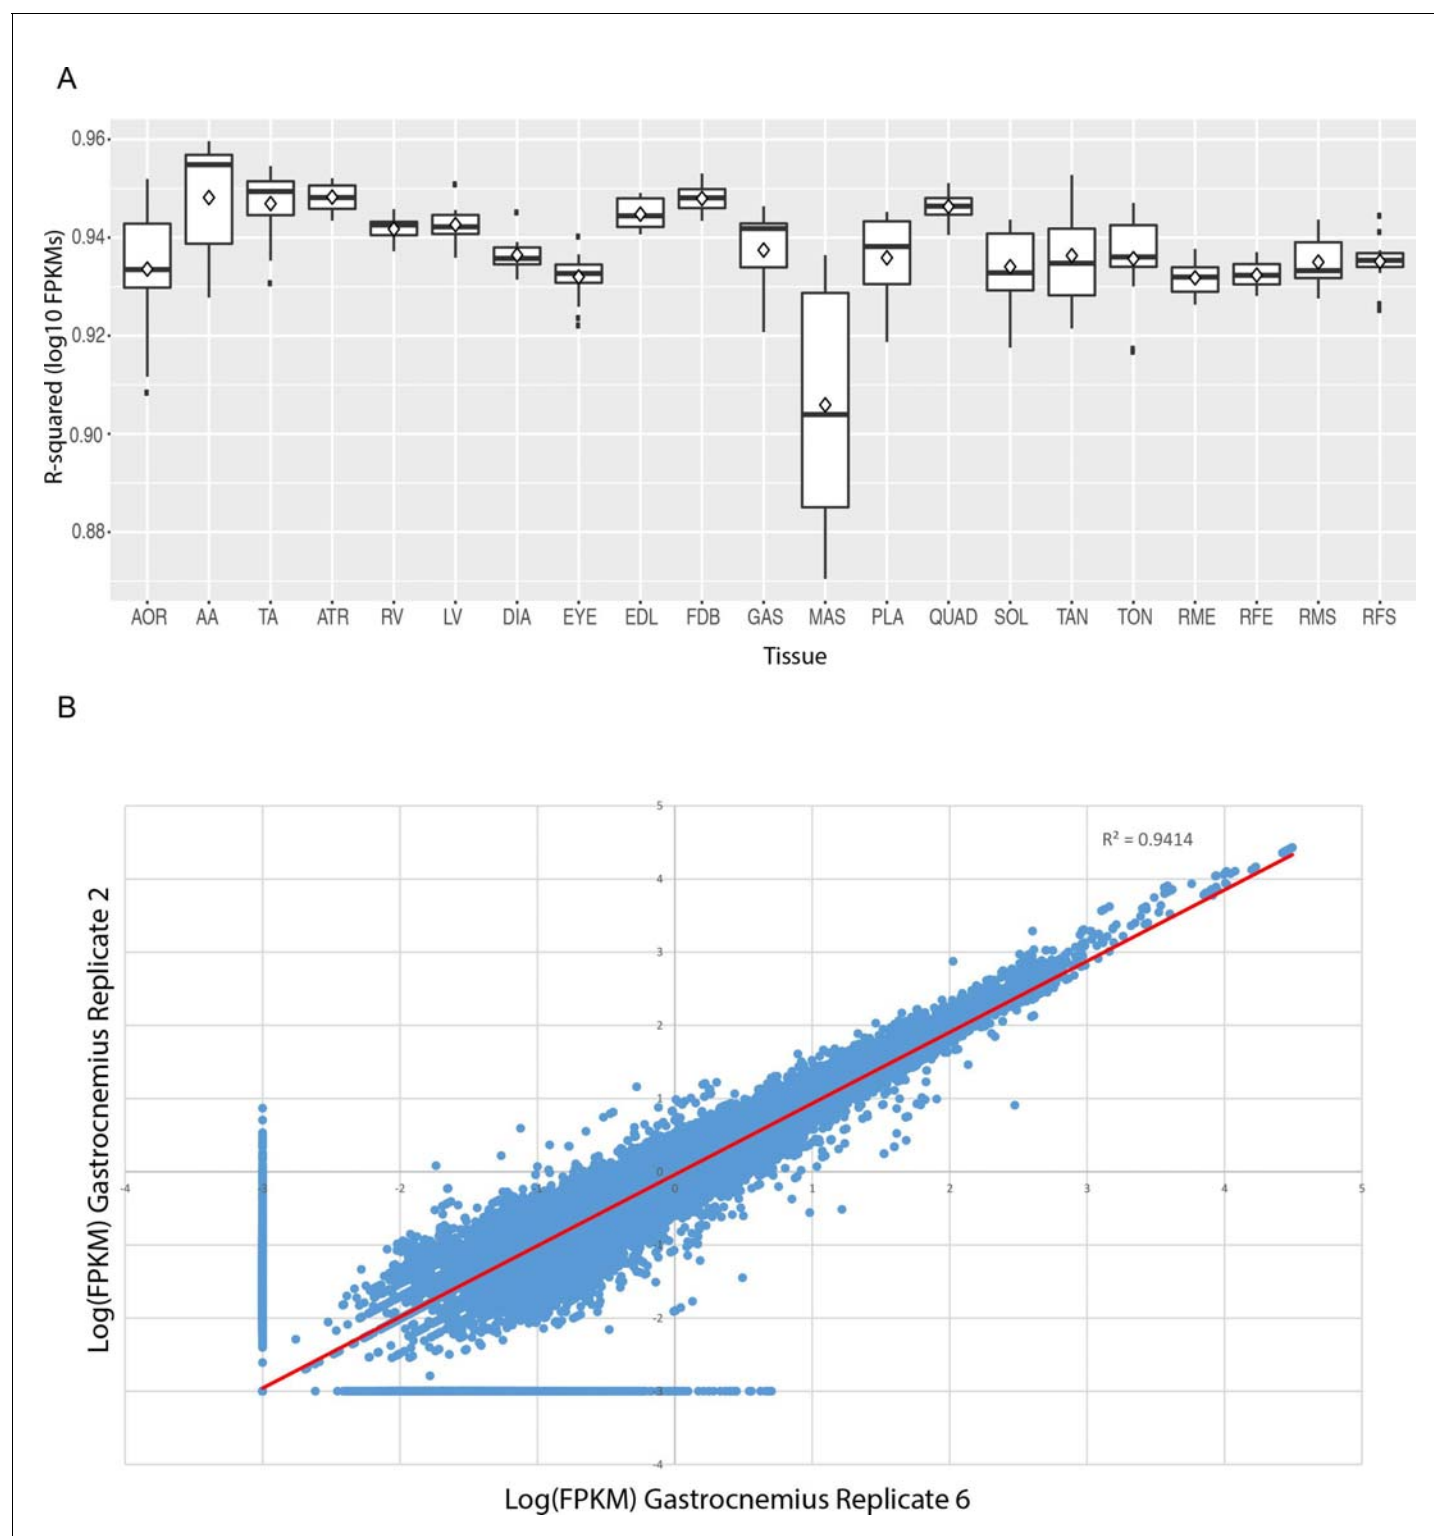 A
0.96
0.94
0.92
0.90
0.88
R-squared (log10 FPKMs)
AOR AA TA ATR RV LV DIA EYE EDL FDB GAS MAS PLA QUAD SOL TAN TON RME RFE RMS RFS
Tissue
B
5
R² = 0.9414
4
3
2
1
0
-4 -3 -2 -1 0 1 2 3 4 5
-1
-2
-3
-4
Log(FPKM) Gastrocnemius Replicate 2
Log(FPKM) Gastrocnemius Replicate 6